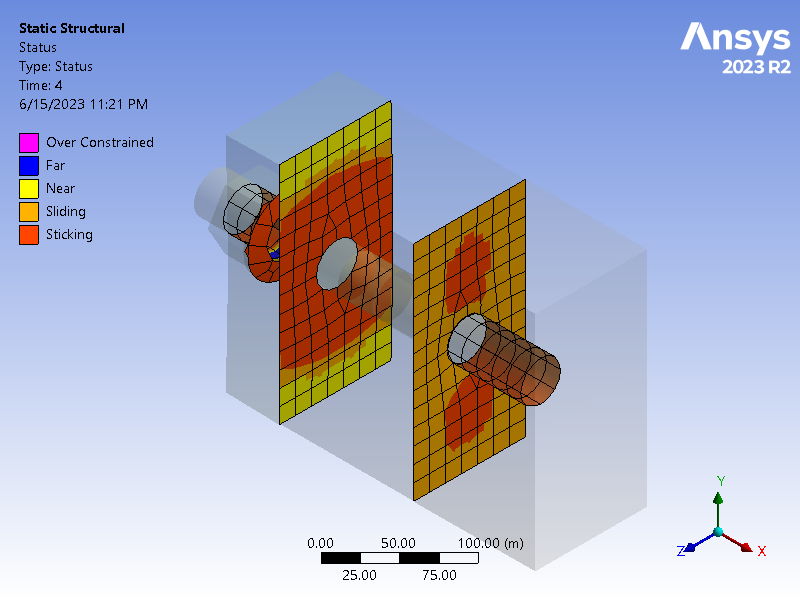 Static Structural
Status
Type: Status
Time: 4
6/15/2023 11:21 PM
Over Constrained
Far
Near
Sliding
Sticking
Ansys
2023 R2
0.00 50.00 100.00 (m)
25.00 75.00
Y
Z X